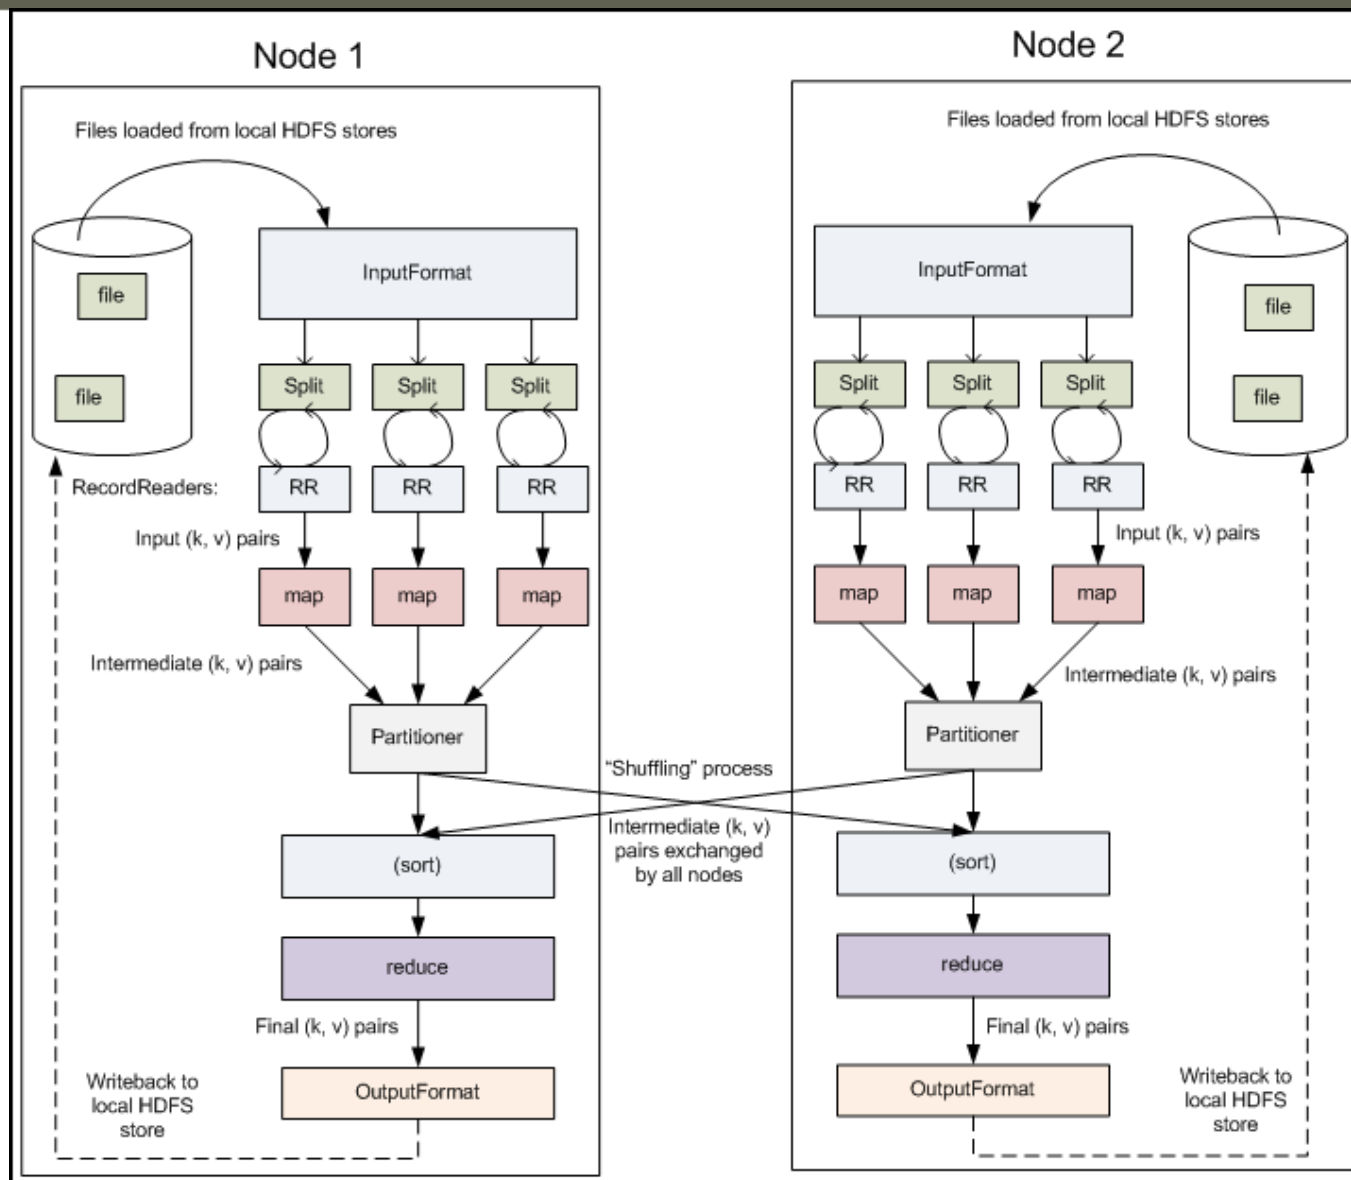 Node 1
Files loaded from local HDFS stores
InputFormat
file
file
Split
Split
Split
RecordReaders:
RR
RR
RR
Input (k, v) pairs
map
map
map
Intermediate (k, v) pairs
Partitioner
(sort)
reduce
Final (k, v) pairs
OutputFormat
Writeback to
local HDFS
store
"Shuffling" process
Intermediate (k, v)
pairs exchanged
by all nodes
Node 2
Files loaded from local HDFS stores
InputFormat
file
file
Split
Split
Split
RR
RR
RR
Input (k, v) pairs
map
map
map
Intermediate (k, v) pairs
Partitioner
(sort)
reduce
Final (k, v) pairs
OutputFormat
Writeback to
local HDFS
store